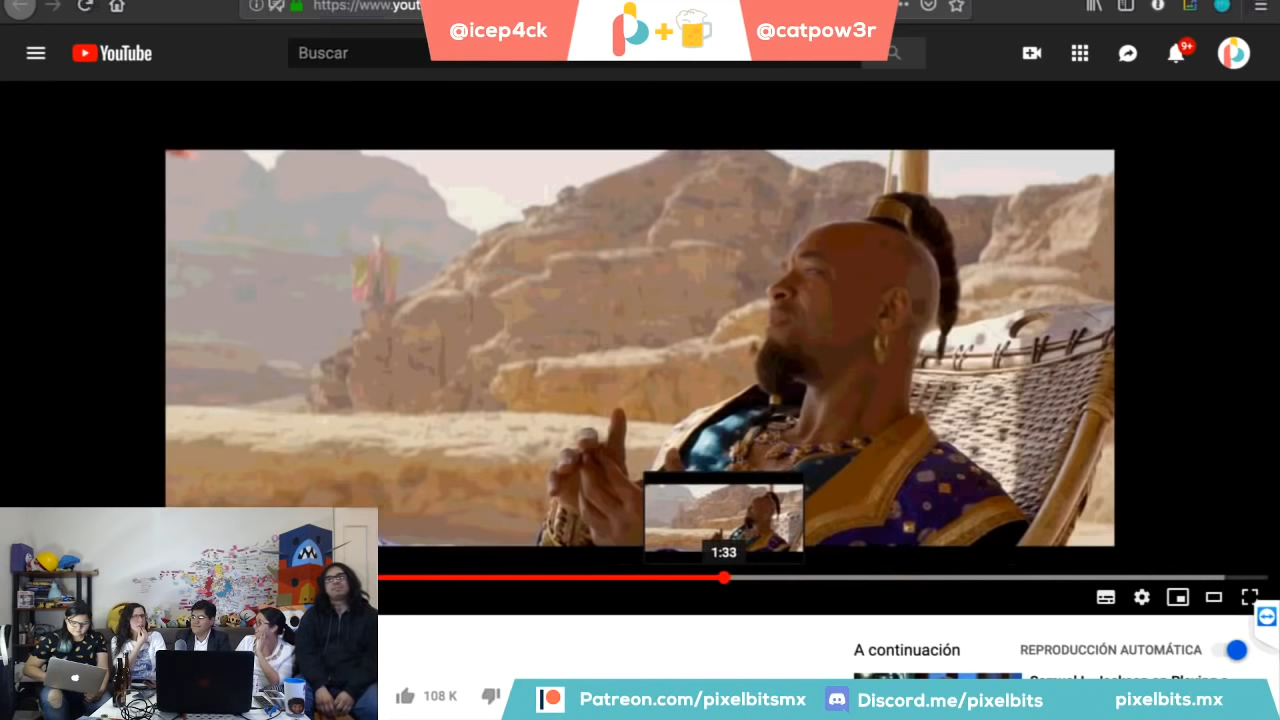 https://www.yout
@icep4ck
@catpow3r
YouTube
Buscar
9+
1:33
A continuación
REPRODUCCIÓN AUTOMÁTICA
108 K
Patreon.com/pixelbitsmx
Discord.me/pixelbits
pixelbits.mx